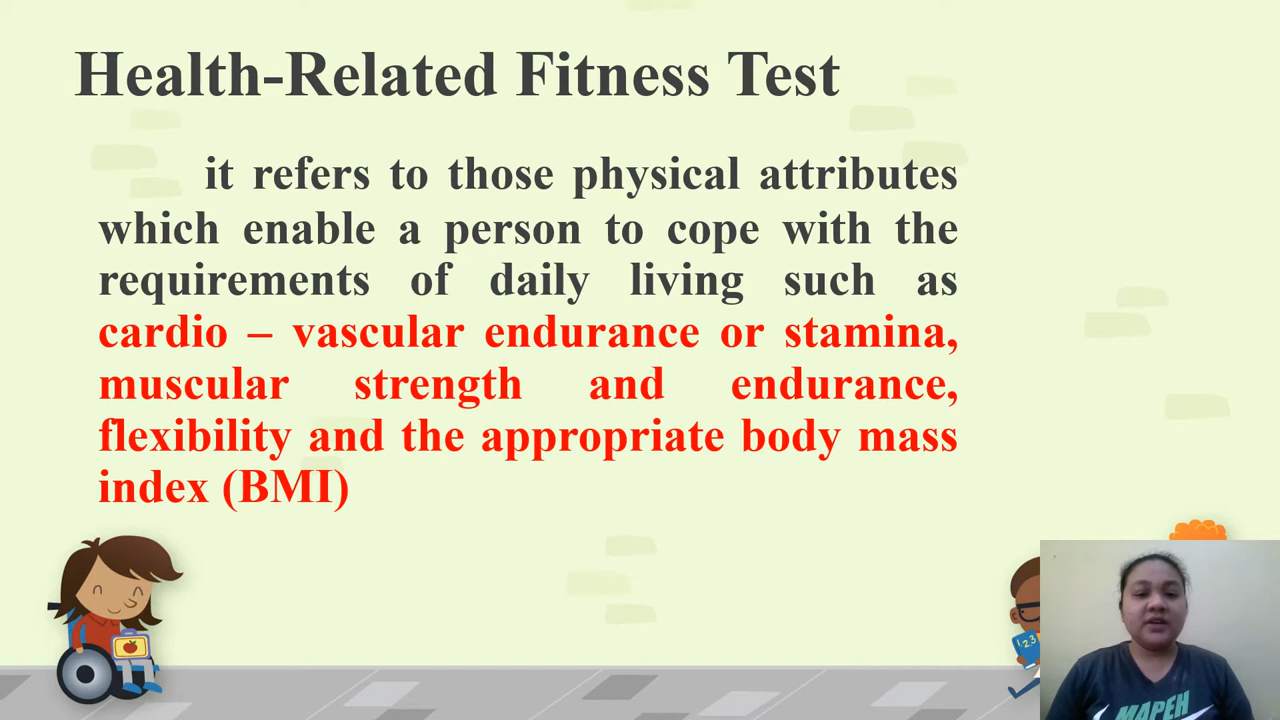 Health-Related Fitness Test
it refers to those physical attributes
which enable a person to cope with the
requirements of daily living such as
cardio – vascular endurance or stamina,
muscular strength and endurance,
flexibility and the appropriate body mass
index (BMI)
123
MAPEH